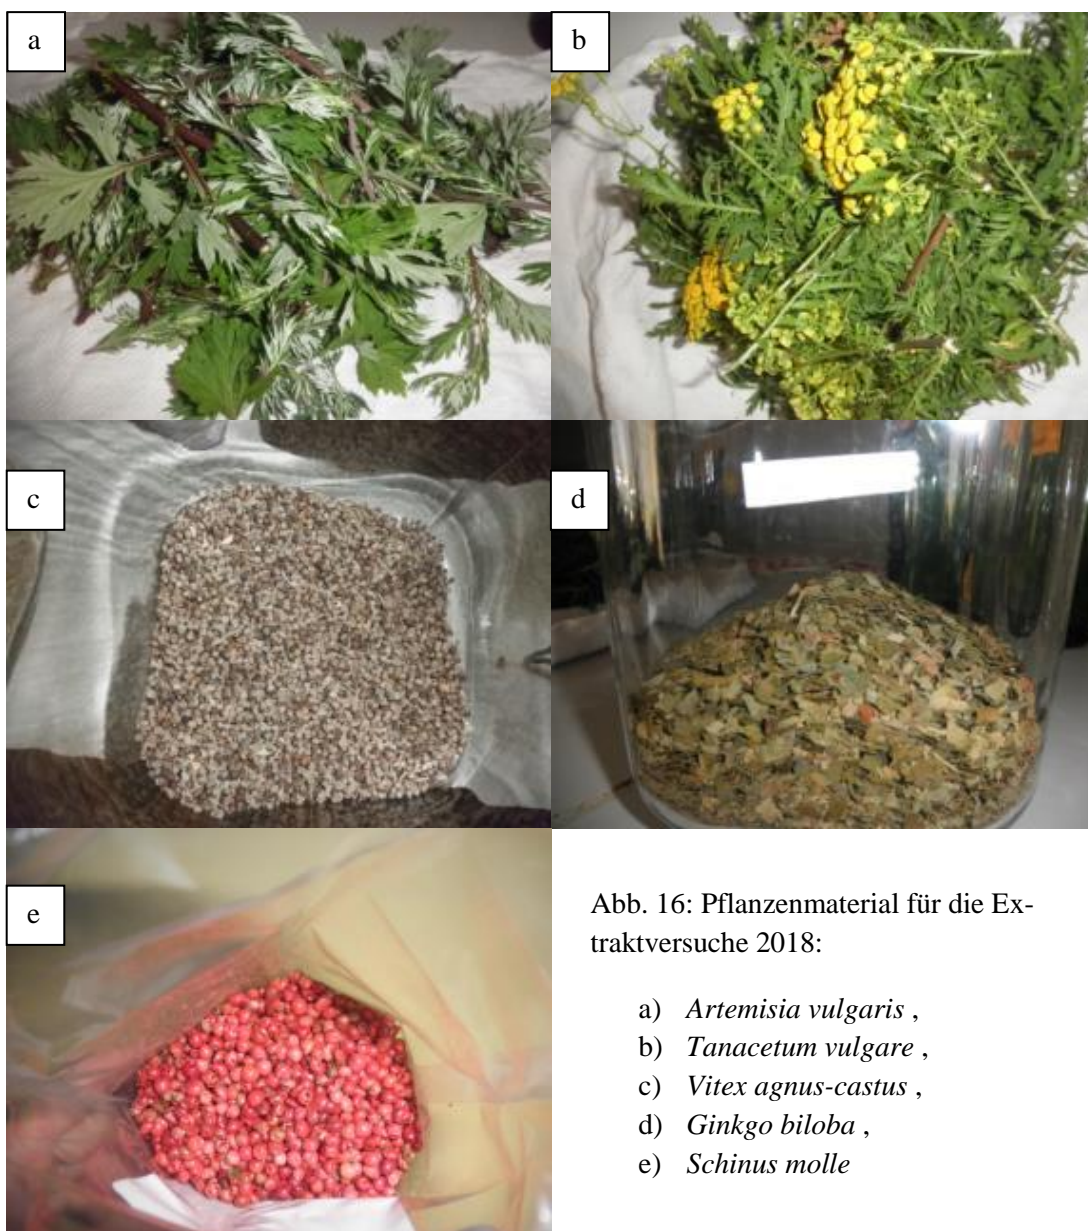 a
b
c
d
e
Abb. 16: Pflanzenmaterial für die Ex-
traktversuche 2018:
a) Artemisia vulgaris ,
b) Tanacetum vulgare ,
c) Vitex agnus-castus ,
d) Ginkgo biloba ,
e) Schinus molle